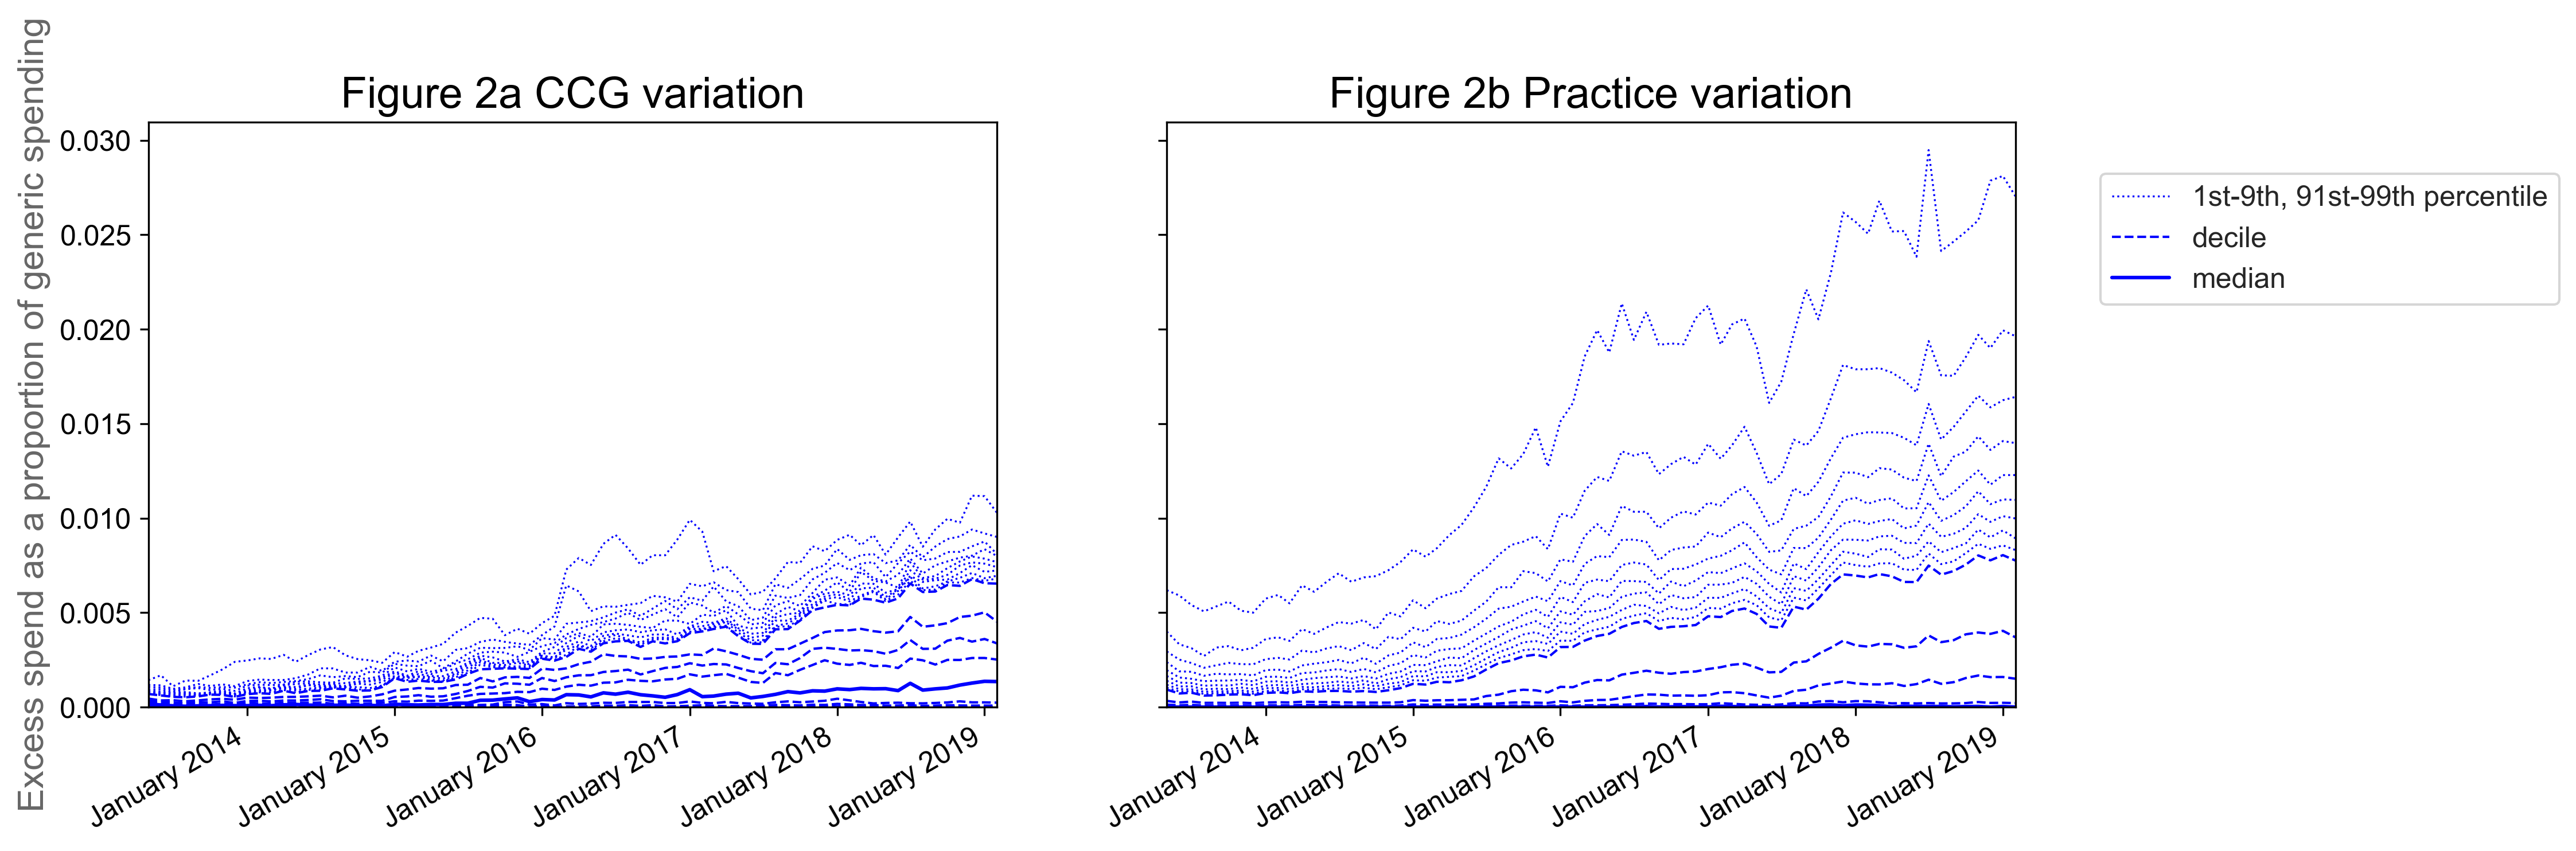 Excess spend as a proportion of generic spending
Figure 2a CCG variation
0.030
0.025
0.020
0.015
0.010
0.005
0.000
January 2014
January 2015
January 2016
January 2017
January 2018
January 2019
Figure 2b Practice variation
January 2014
January 2015
January 2016
January 2017
January 2018
January 2019
1st-9th, 91st-99th percentile
decile
median